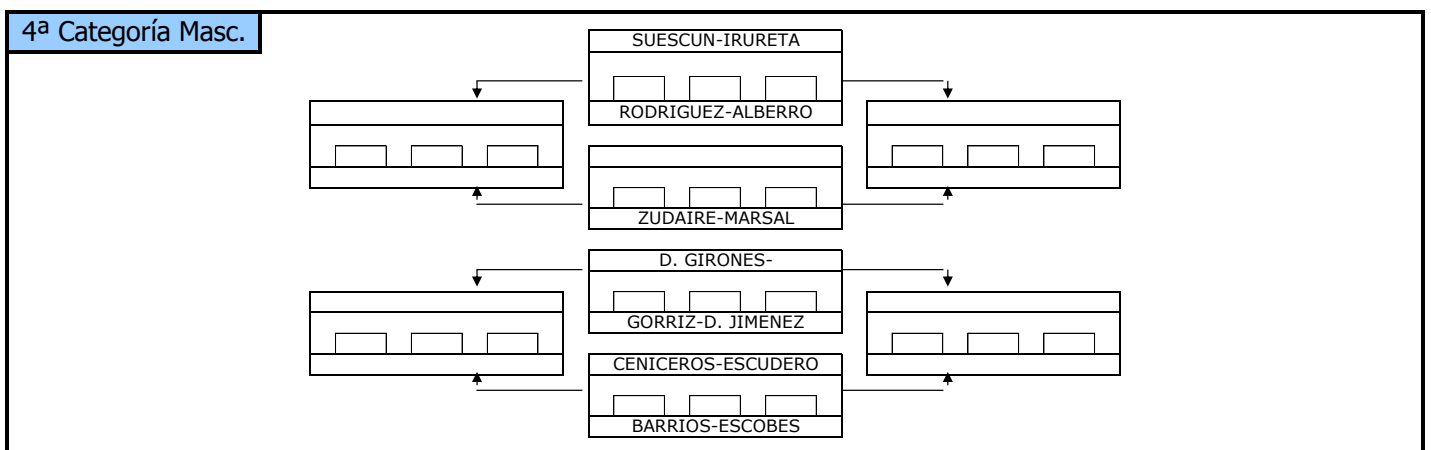 4ª Categoría Masc.
SUESCUN-IRURETA
RODRIGUEZ-ALBERRO
ZUDAIRE-MARSAL
D. GIRONES-
GORRIZ-D. JIMENEZ
CENICEROS-ESCUDERO
BARRIOS-ESCOBES